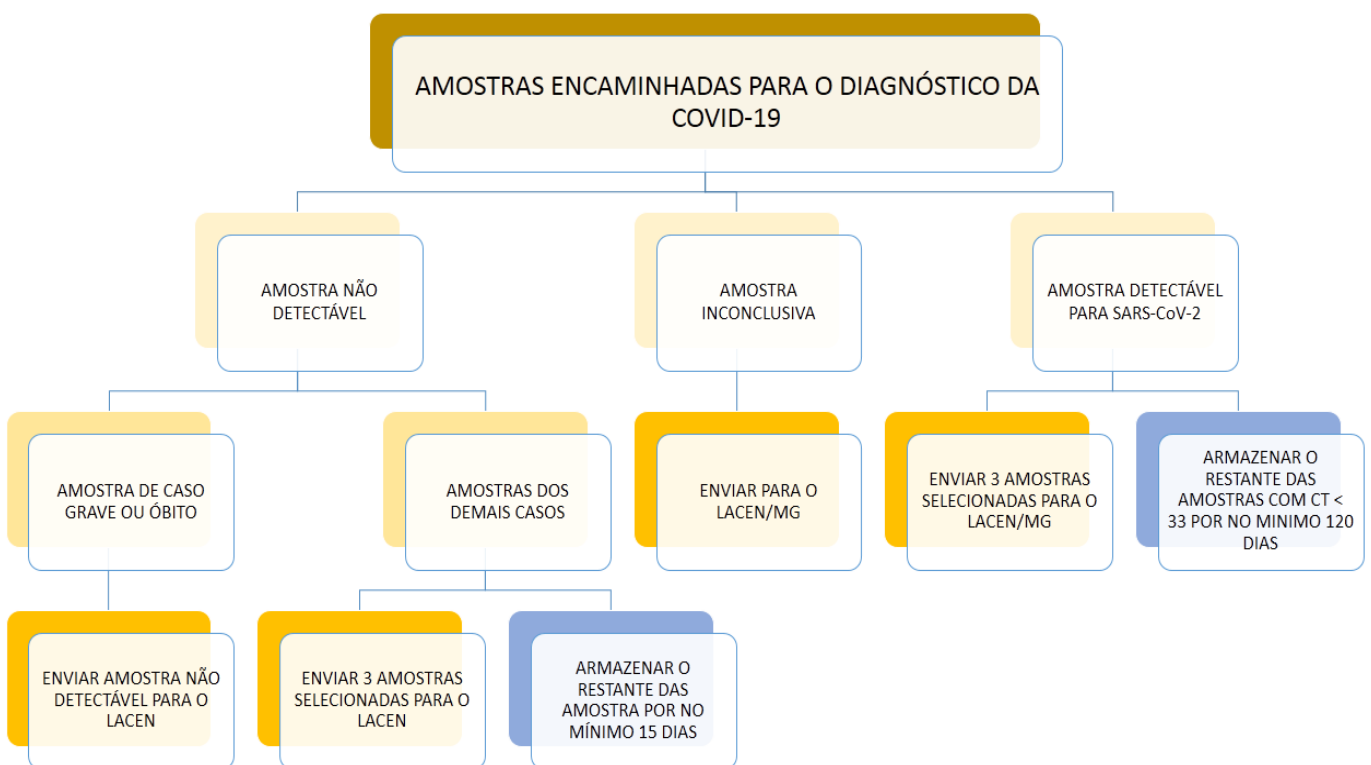 AMOSTRAS ENCAMINHADAS PARA O DIAGNÓSTICO DA
COVID-19
AMOSTRA NÃO
DETECTÁVEL
AMOSTRA
INCONCLUSIVA
AMOSTRA DETECTÁVEL
PARA SARS-CoV-2
AMOSTRA DE CASO
GRAVE OU ÓBITO
AMOSTRAS DOS
DEMAIS CASOS
ENVIAR PARA O
LACEN/MG
ENVIAR 3 AMOSTRAS
SELECIONADAS PARA O
LACEN/MG
ARMAZENAR O
RESTANTE DAS
AMOSTRAS COM CT <
33 POR NO MINIMO 120
DIAS
ENVIAR AMOSTRA NÃO
DETECTÁVEL PARA O
LACEN
ENVIAR 3 AMOSTRAS
SELECIONADAS PARA O
LACEN
ARMAZENAR O
RESTANTE DAS
AMOSTRA POR NO
MÍNIMO 15 DIAS